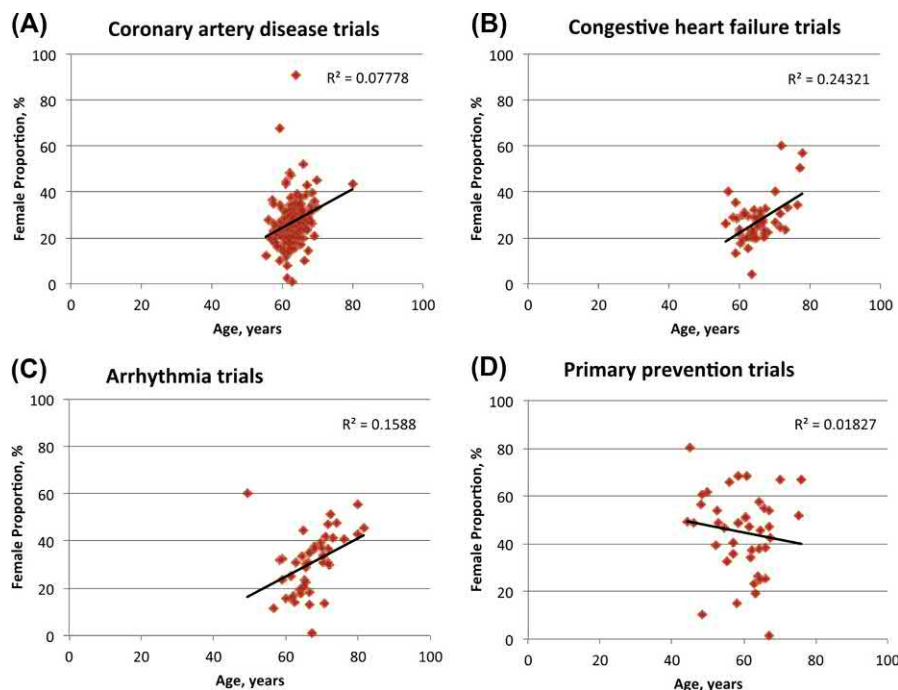 (A)
Coronary artery disease trials
R² = 0.07778
Female Proportion, %
100
80
60
40
20
0
0 20 40 60 80 100
Age, years
(B)
Congestive heart failure trials
R² = 0.24321
Female Proportion, %
100
80
60
40
20
0
0 20 40 60 80 100
Age, years
(C)
Arrhythmia trials
R² = 0.1588
Female Proportion, %
100
80
60
40
20
0
0 20 40 60 80 100
Age, years
(D)
Primary prevention trials
R² = 0.01827
Female Proportion, %
100
80
60
40
20
0
0 20 40 60 80 100
Age, years